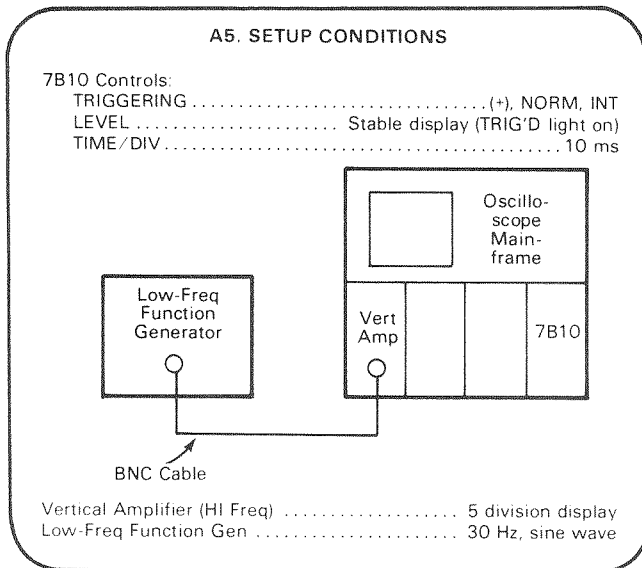 A5. SETUP CONDITIONS
7B10 Controls:
TRIGGERING ................................(+), NORM, INT
LEVEL ...................... Stable display (TRIG'D light on)
TIME/DIV............................................10 ms
Oscillo-
scope
Main-
frame
Low-Freq
Function
Generator
Vert
Amp
7B10
BNC Cable
Vertical Amplifier (HI Freq) .................... 5 division display
Low-Freq Function Gen ....................... 30 Hz, sine wave